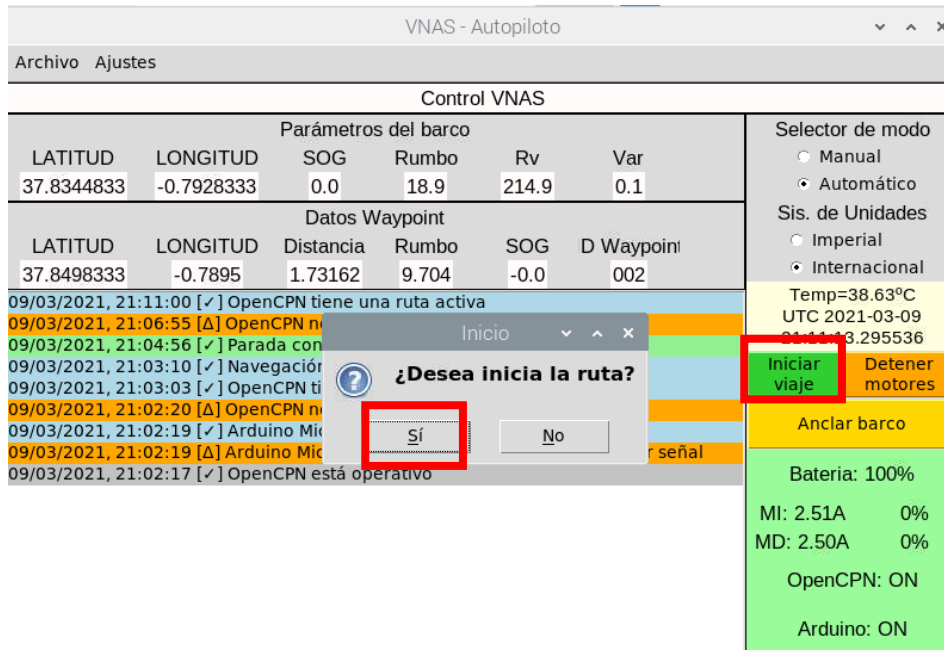 VNAS - Autopiloto
Archivo Ajustes
Control VNAS
Parámetros del barco
LATITUD LONGITUD SOG Rumbo Rv Var
37.8344833 -0.7928333 0.0 18.9 214.9 0.1
Datos Waypoint
LATITUD LONGITUD Distancia Rumbo SOG D Waypoint
37.8498333 -0.7895 1.73162 9.704 -0.0 002
09/03/2021, 21:11:00 [✓] OpenCPN tiene una ruta activa
09/03/2021, 21:06:55 [Δ] OpenCPN no
09/03/2021, 21:04:56 [✓] Parada con
09/03/2021, 21:03:10 [✓] Navegación
09/03/2021, 21:03:03 [✓] OpenCPN ti
09/03/2021, 21:02:20 [Δ] OpenCPN no
09/03/2021, 21:02:19 [✓] Arduino Mic
09/03/2021, 21:02:19 [Δ] Arduino Mic r señal
09/03/2021, 21:02:17 [✓] OpenCPN está operativo
Inicio
¿Desea inicia la ruta?
Sí No
Selector de modo
Manual
Automático
Sis. de Unidades
Imperial
Internacional
Temp=38.63ºC
UTC 2021-03-09
21:11:13.295536
Iniciar viaje
Detener motores
Anclar barco
Bateria: 100%
MI: 2.51A 0%
MD: 2.50A 0%
OpenCPN: ON
Arduino: ON